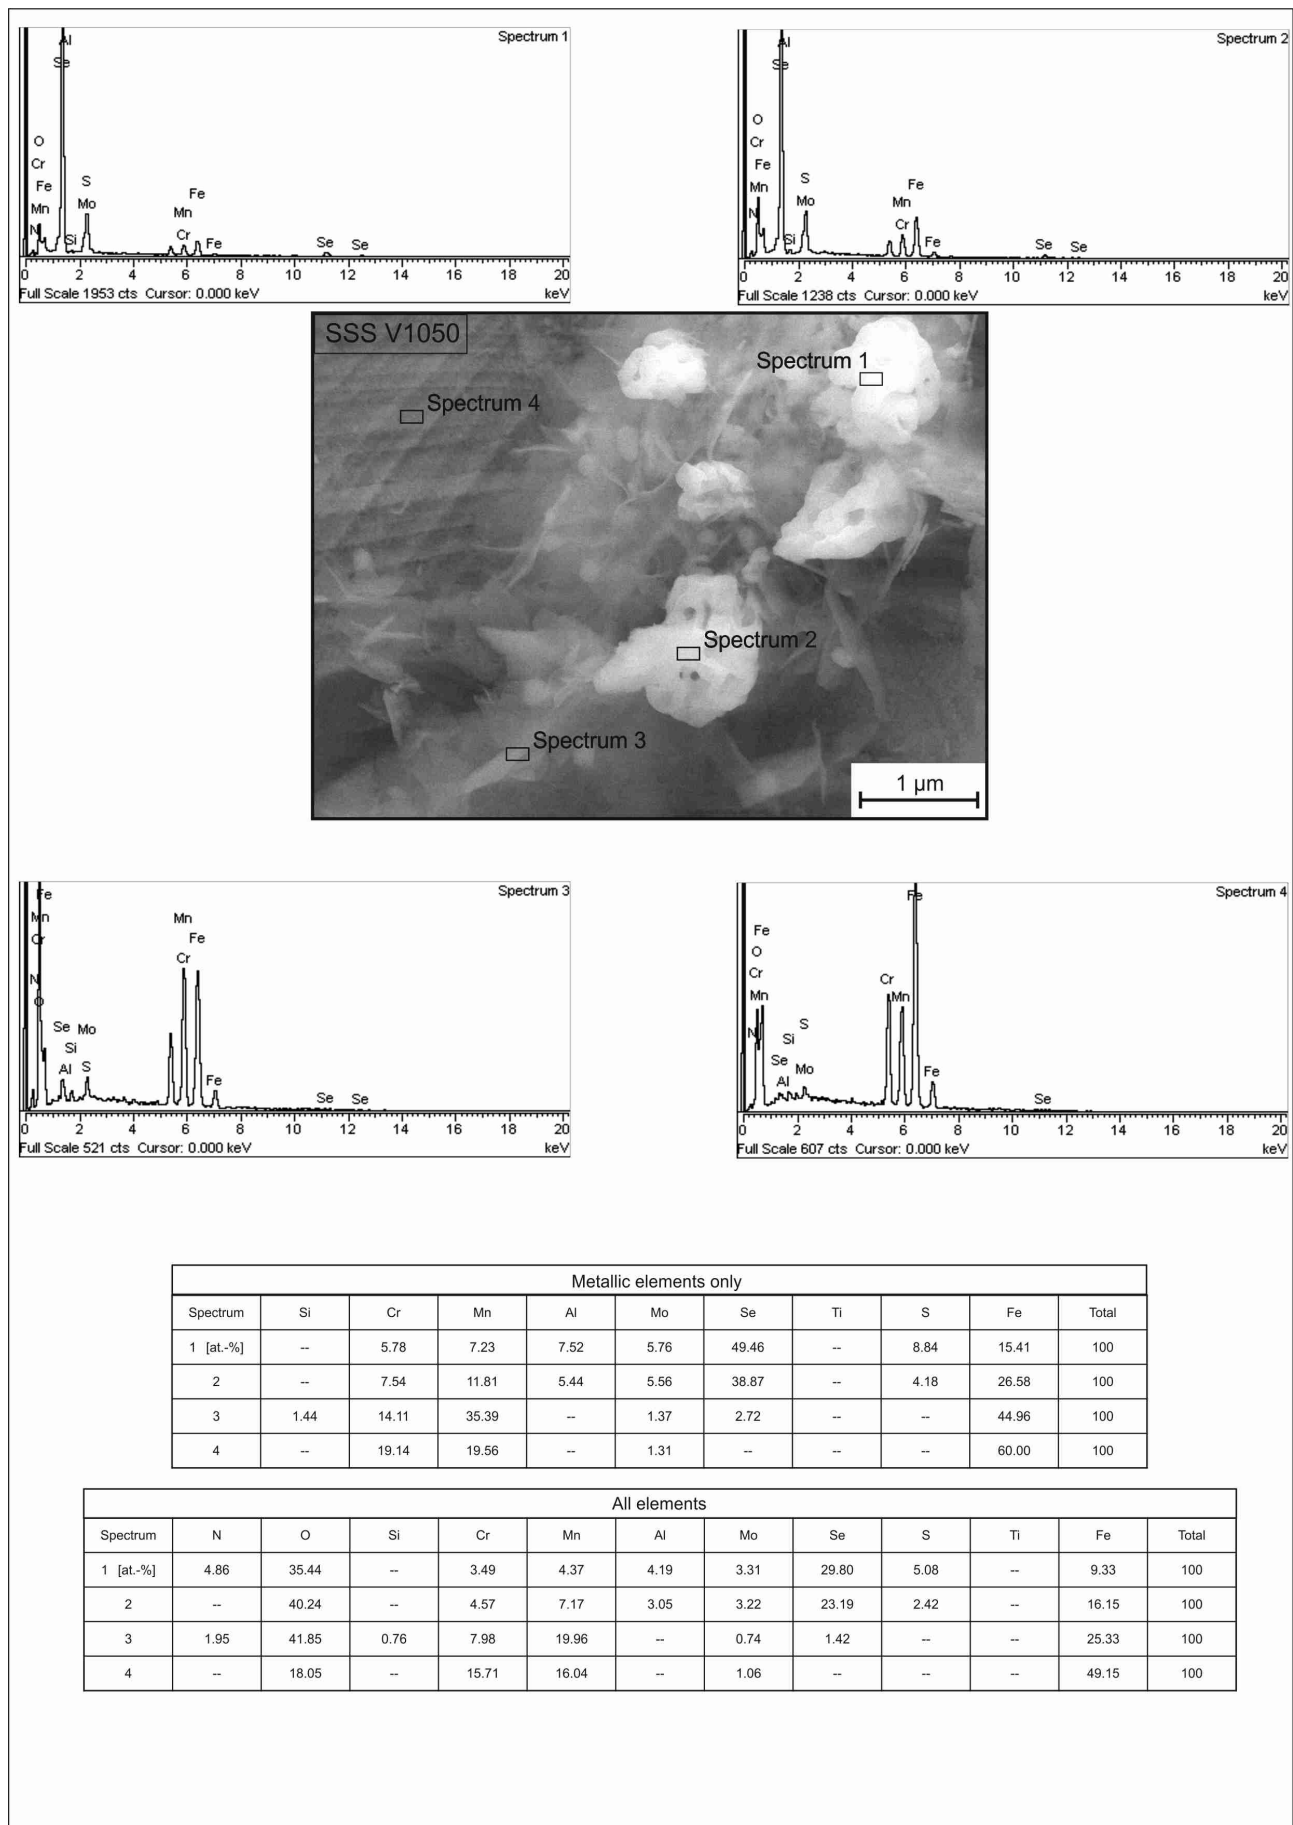 Spectrum 1
Al
Se
O
Cr
Fe
Mn
N
Si
S
Mo
Fe
Mn
Cr
Fe
Se
Se
0 2 4 6 8 10 12 14 16 18 20
Full Scale 1953 cts Cursor: 0.000 keV
keV
Spectrum 2
Al
Se
O
Cr
Fe
Mn
N
Si
S
Mo
Fe
Mn
Cr
Fe
Se
Se
0 2 4 6 8 10 12 14 16 18 20
Full Scale 1238 cts Cursor: 0.000 keV
keV
SSS V1050
Spectrum 1
Spectrum 4
Spectrum 2
Spectrum 3
1 µm
Spectrum 3
Fe
Mn
Cr
N
O
Se
Mo
Si
Al
S
Mn
Fe
Cr
Fe
Se
Se
0 2 4 6 8 10 12 14 16 18 20
Full Scale 521 cts Cursor: 0.000 keV
keV
Spectrum 4
Fe
Fe
O
Cr
Mn
N
S
Si
Se
Mo
Al
Cr
Mn
Fe
Se
2 4 6 8 10 12 14 16 18 20
Full Scale 607 cts Cursor: 0.000 keV
keV
Metallic elements only
Spectrum Si Cr Mn Al Mo Se Ti S Fe Total
1 [at.-%] -- 5.78 7.23 7.52 5.76 49.46 -- 8.84 15.41 100
2 -- 7.54 11.81 5.44 5.56 38.87 -- 4.18 26.58 100
3 1.44 14.11 35.39 -- 1.37 2.72 -- -- 44.96 100
4 -- 19.14 19.56 -- 1.31 -- -- -- 60.00 100
All elements
Spectrum N O Si Cr Mn Al Mo Se S Ti Fe Total
1 [at.-%] 4.86 35.44 -- 3.49 4.37 4.19 3.31 29.80 5.08 -- 9.33 100
2 -- 40.24 -- 4.57 7.17 3.05 3.22 23.19 2.42 -- 16.15 100
3 1.95 41.85 0.76 7.98 19.96 -- 0.74 1.42 -- -- 25.33 100
4 -- 18.05 -- 15.71 16.04 -- 1.06 -- -- -- 49.15 100